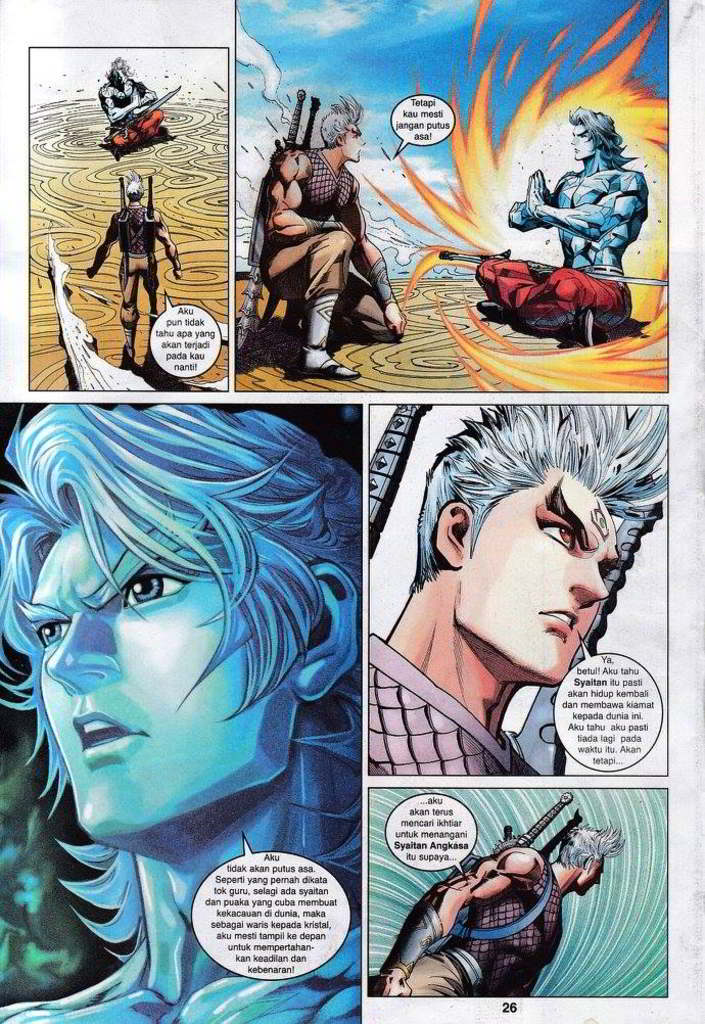 Aku
pun tidak
tahu apa yang
akan terjadi
pada kau
nanti!
Tetapi
kau mesti
jangan putus
asa!
Aku
tidak akan putus asa.
Seperti yang pernah dikata
tok guru, selagi ada syaitan
dan puaka yang cuba membuat
kekacauan di dunia, maka
sebagai waris kepada kristal,
aku mesti tampil ke depan
untuk mempertahan-
kan keadilan dan
kebenaran!
Ya,
betul! Aku tahu
Syaitan itu pasti
akan hidup kembali
dan membawa kiamat
kepada dunia ini.
Aku tahu aku pasti
tiada lagi pada
waktu itu. Akan
tetapi...
...aku
akan terus
mencari ikhtiar
untuk menangani
Syaitan Angkasa
itu supaya...
26